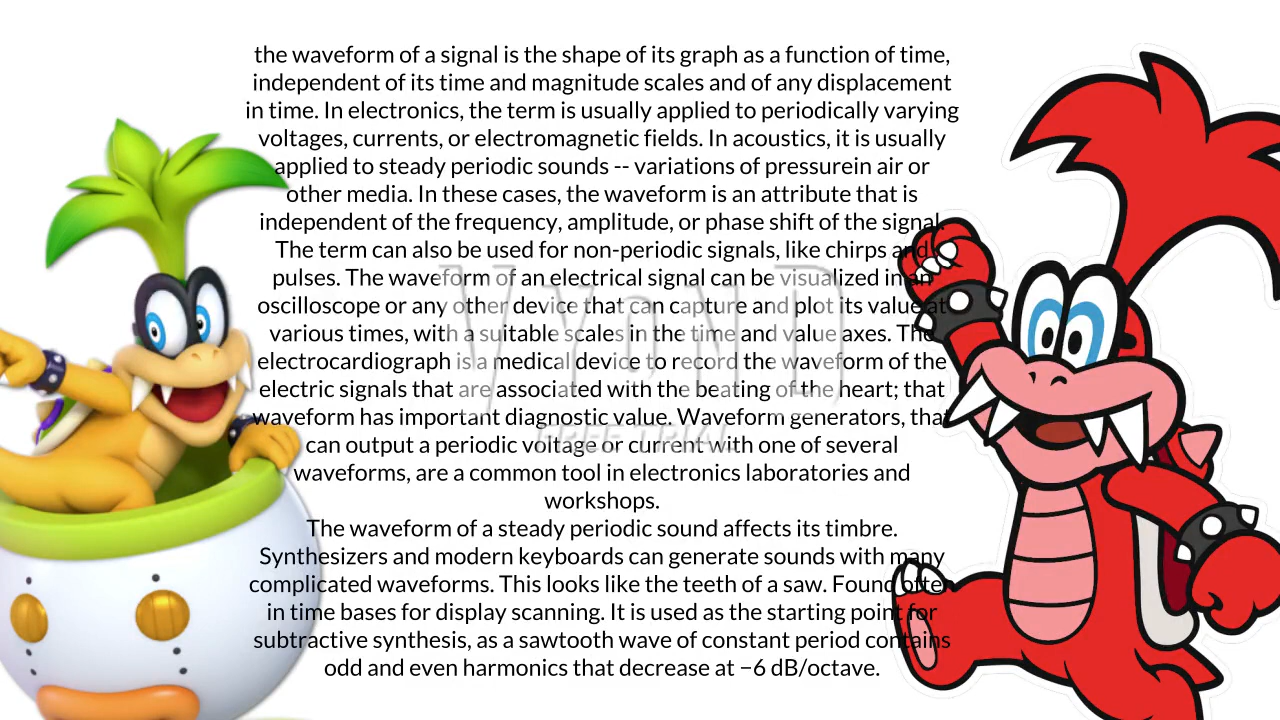 the waveform of a signal is the shape of its graph as a function of time,
independent of its time and magnitude scales and of any displacement
in time. In electronics, the term is usually applied to periodically varying
voltages, currents, or electromagnetic fields. In acoustics, it is usually
applied to steady periodic sounds -- variations of pressurein air or
other media. In these cases, the waveform is an attribute that is
independent of the frequency, amplitude, or phase shift of the signal.
The term can also be used for non-periodic signals, like chirps and
pulses. The waveform of an electrical signal can be visualized in an
oscilloscope or any other device that can capture and plot its value at
various times, with a suitable scales in the time and value axes. The
electrocardiograph is a medical device to record the waveform of the
electric signals that are associated with the beating of the heart; that
waveform has important diagnostic value. Waveform generators, that
can output a periodic voltage or current with one of several
waveforms, are a common tool in electronics laboratories and
workshops.
The waveform of a steady periodic sound affects its timbre.
Synthesizers and modern keyboards can generate sounds with many
complicated waveforms. This looks like the teeth of a saw. Found often
in time bases for display scanning. It is used as the starting point for
subtractive synthesis, as a sawtooth wave of constant period contains
odd and even harmonics that decrease at −6 dB/octave.
VYOND
FREE TRIAL